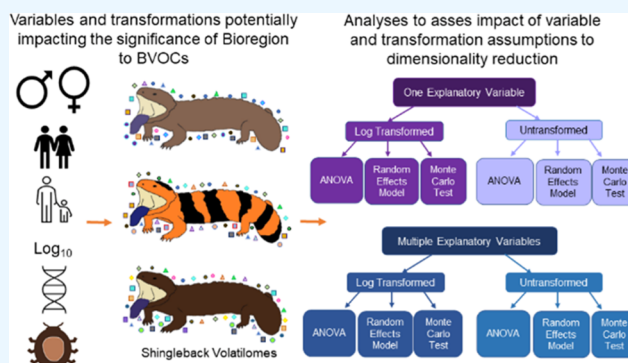 Variables and transformations potentially
impacting the significance of Bioregion
to BVOCs
Log10
Shingleback Volatilomes
Analyses to asses impact of variable
and transformation assumptions to
dimensionality reduction
One Explanatory Variable
Log Transformed
Untransformed
ANOVA
Random
Effects
Model
Monte
Carlo
Test
ANOVA
Random
Effects
Model
Monte
Carlo
Test
Multiple Explanatory Variables
Log Transformed
Untransformed
ANOVA
Random
Effects
Model
Monte
Carlo
Test
ANOVA
Random
Effects
Model
Monte
Carlo
Test